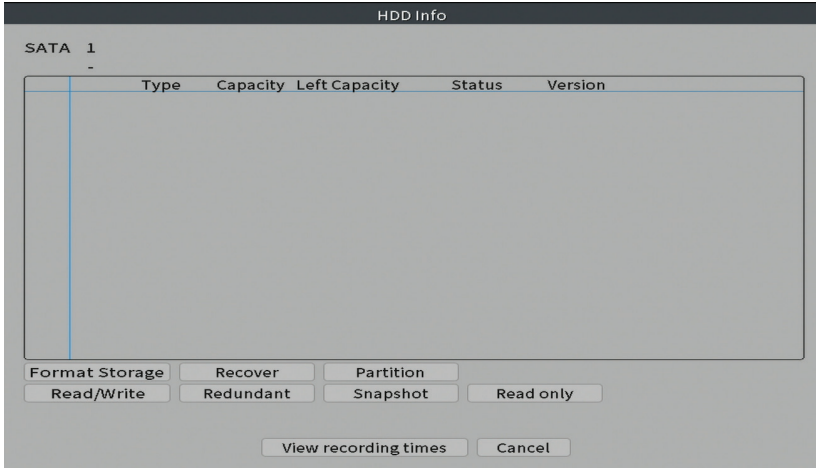 HDD Info
SATA 1
-
Type Capacity Left Capacity Status Version
Format Storage Recover Partition
Read/Write Redundant Snapshot Read only
View recording times Cancel